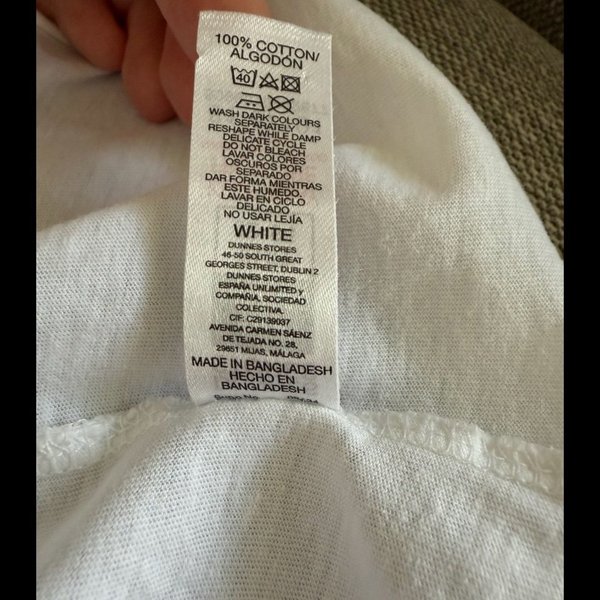 100% COTTON/
ALGODÓN
40
WASH DARK COLOURS
SEPARATELY
RESHAPE WHILE DAMP
DELICATE CYCLE
DO NOT BLEACH
LAVAR COLORES
OSCUROS POR
SEPARADO
DAR FORMA MIENTRAS
ESTE HUMEDO.
LAVAR EN CICLO
DELICADO
NO USAR LEJÍA
WHITE
DUNNES STORES
46-50 SOUTH GREAT
GEORGES STREET, DUBLIN 2
DUNNES STORES
ESPAÑA UNLIMITED y
COMPAÑIA, SOCIEDAD
COLECTIVA.
CIF: C29139037
AVENIDA CARMEN SÁENZ
DE TEJADA NO. 28,
29651 MIJAS, MÁLAGA
MADE IN BANGLADESH
HECHO EN
BANGLADESH